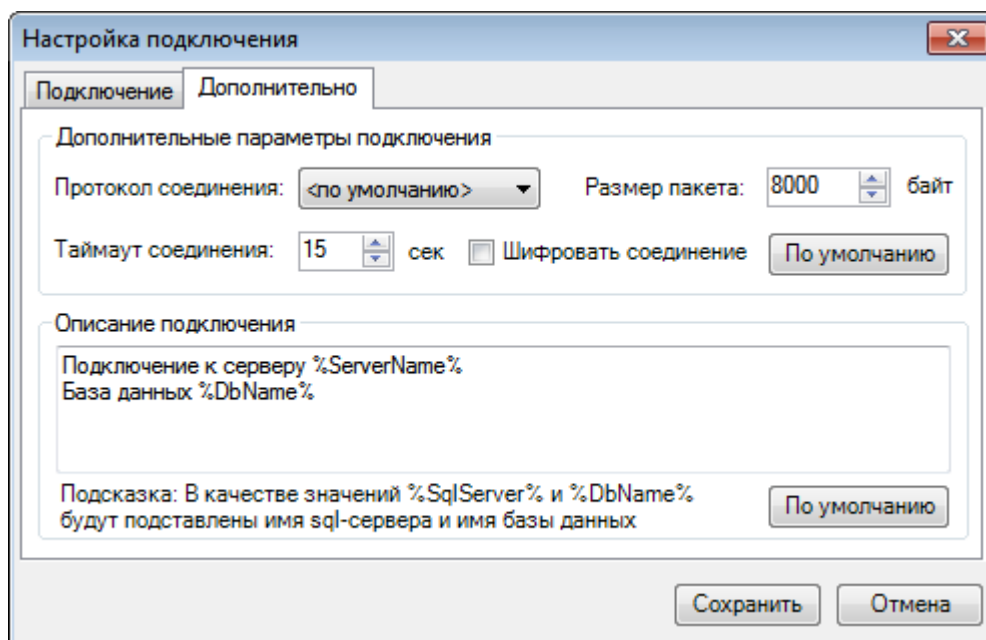 Настройка подключения
Подключение Дополнительно
Дополнительные параметры подключения
Протокол соединения: <по умолчанию> Размер пакета: 8000 байт
Таймаут соединения: 15 сек Шифровать соединение По умолчанию
Описание подключения
Подключение к серверу %ServerName%
База данных %DbName%
Подсказка: В качестве значений %SqlServer% и %DbName%
будут подставлены имя sql-сервера и имя базы данных По умолчанию
Сохранить Отмена